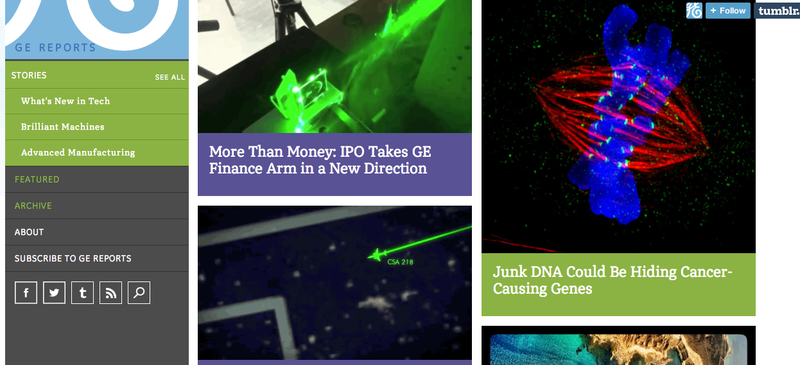 GE REPORTS
STORIES
SEE ALL
What's New in Tech
Brilliant Machines
Advanced Manufacturing
FEATURED
ARCHIVE
ABOUT
SUBSCRIBE TO GE REPORTS
More Than Money: IPO Takes GE
Finance Arm in a New Direction
CSA 218
+ Follow
tumblr.
Junk DNA Could Be Hiding Cancer-
Causing Genes